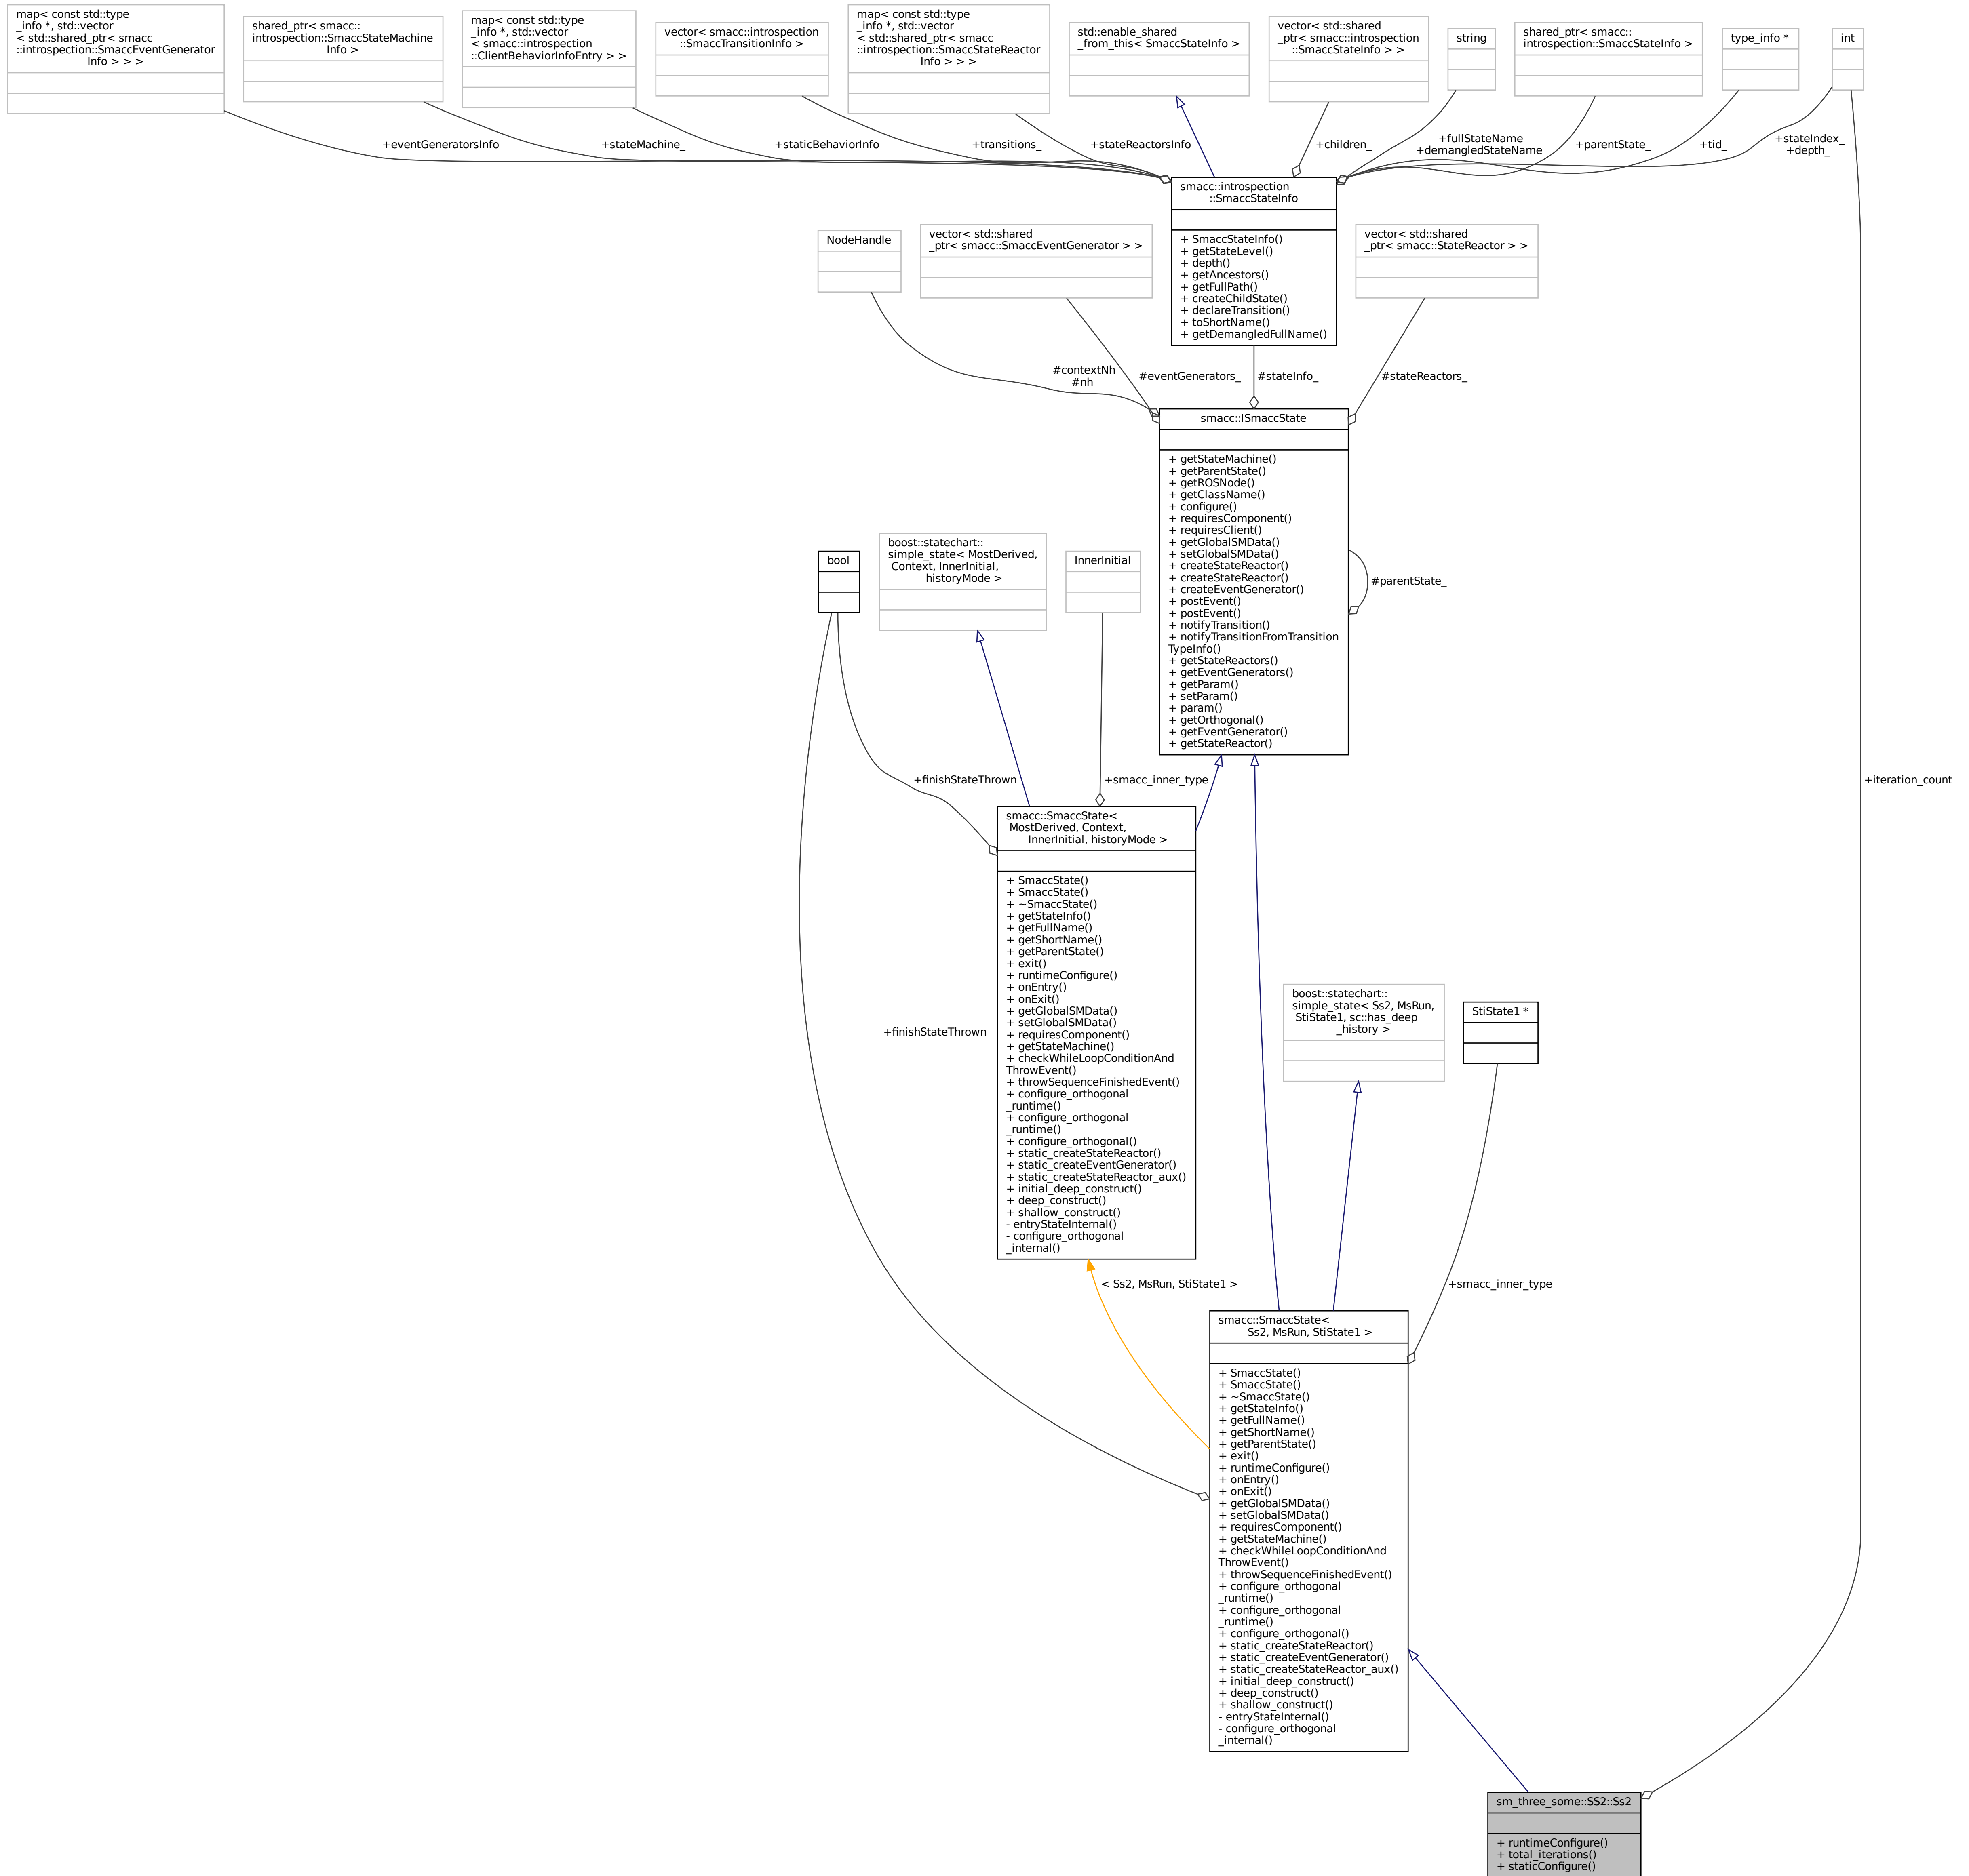 map< const std::type
_info *, std::vector
< std::shared_ptr< smacc
::introspection::SmaccEventGenerator
Info > > >
shared_ptr< smacc::
introspection::SmaccStateMachine
Info >
map< const std::type
_info *, std::vector
< smacc::introspection
::ClientBehaviorInfoEntry > >
vector< smacc::introspection
::SmaccTransitionInfo >
map< const std::type
_info *, std::vector
< std::shared_ptr< smacc
::introspection::SmaccStateReactor
Info > > >
std::enable_shared
_from_this< SmaccStateInfo >
vector< std::shared
_ptr< smacc::introspection
::SmaccStateInfo > >
string
shared_ptr< smacc::
introspection::SmaccStateInfo >
type_info *
int
+eventGeneratorsInfo
+stateMachine_
+staticBehaviorInfo
+transitions_
+stateReactorsInfo
+children_
+fullStateName
+demangledStateName
+parentState_
+tid_
+stateIndex_
+depth_
smacc::introspection
::SmaccStateInfo
+ SmaccStateInfo()
+ getStateLevel()
+ depth()
+ getAncestors()
+ getFullPath()
+ createChildState()
+ declareTransition()
+ toShortName()
+ getDemangledFullName()
NodeHandle
vector< std::shared
_ptr< smacc::SmaccEventGenerator > >
vector< std::shared
_ptr< smacc::StateReactor > >
#contextNh
#nh
#eventGenerators_
#stateInfo_
#stateReactors_
smacc::ISmaccState
+ getStateMachine()
+ getParentState()
+ getROSNode()
+ getClassName()
+ configure()
+ requiresComponent()
+ requiresClient()
+ getGlobalSMData()
+ setGlobalSMData()
+ createStateReactor()
+ createStateReactor()
+ createEventGenerator()
+ postEvent()
+ postEvent()
+ notifyTransition()
+ notifyTransitionFromTransition
TypeInfo()
+ getStateReactors()
+ getEventGenerators()
+ getParam()
+ setParam()
+ param()
+ getOrthogonal()
+ getEventGenerator()
+ getStateReactor()
#parentState_
bool
boost::statechart::
simple_state< MostDerived,
Context, InnerInitial,
historyMode >
InnerInitial
+finishStateThrown
+smacc_inner_type
+iteration_count
smacc::SmaccState<
MostDerived, Context,
InnerInitial, historyMode >
+ SmaccState()
+ SmaccState()
+ ~SmaccState()
+ getStateInfo()
+ getFullName()
+ getShortName()
+ getParentState()
+ exit()
+ runtimeConfigure()
+ onEntry()
+ onExit()
+ getGlobalSMData()
+ setGlobalSMData()
+ requiresComponent()
+ getStateMachine()
+ checkWhileLoopConditionAnd
ThrowEvent()
+ throwSequenceFinishedEvent()
+ configure_orthogonal
_runtime()
+ configure_orthogonal
_runtime()
+ configure_orthogonal()
+ static_createStateReactor()
+ static_createEventGenerator()
+ static_createStateReactor_aux()
+ initial_deep_construct()
+ deep_construct()
+ shallow_construct()
- entryStateInternal()
- configure_orthogonal
_internal()
+finishStateThrown
boost::statechart::
simple_state< Ss2, MsRun,
StiState1, sc::has_deep
_history >
StiState1 *
< Ss2, MsRun, StiState1 >
+smacc_inner_type
smacc::SmaccState<
Ss2, MsRun, StiState1 >
+ SmaccState()
+ SmaccState()
+ ~SmaccState()
+ getStateInfo()
+ getFullName()
+ getShortName()
+ getParentState()
+ exit()
+ runtimeConfigure()
+ onEntry()
+ onExit()
+ getGlobalSMData()
+ setGlobalSMData()
+ requiresComponent()
+ getStateMachine()
+ checkWhileLoopConditionAnd
ThrowEvent()
+ throwSequenceFinishedEvent()
+ configure_orthogonal
_runtime()
+ configure_orthogonal
_runtime()
+ configure_orthogonal()
+ static_createStateReactor()
+ static_createEventGenerator()
+ static_createStateReactor_aux()
+ initial_deep_construct()
+ deep_construct()
+ shallow_construct()
- entryStateInternal()
- configure_orthogonal
_internal()
sm_three_some::SS2::Ss2
+ runtimeConfigure()
+ total_iterations()
+ staticConfigure()